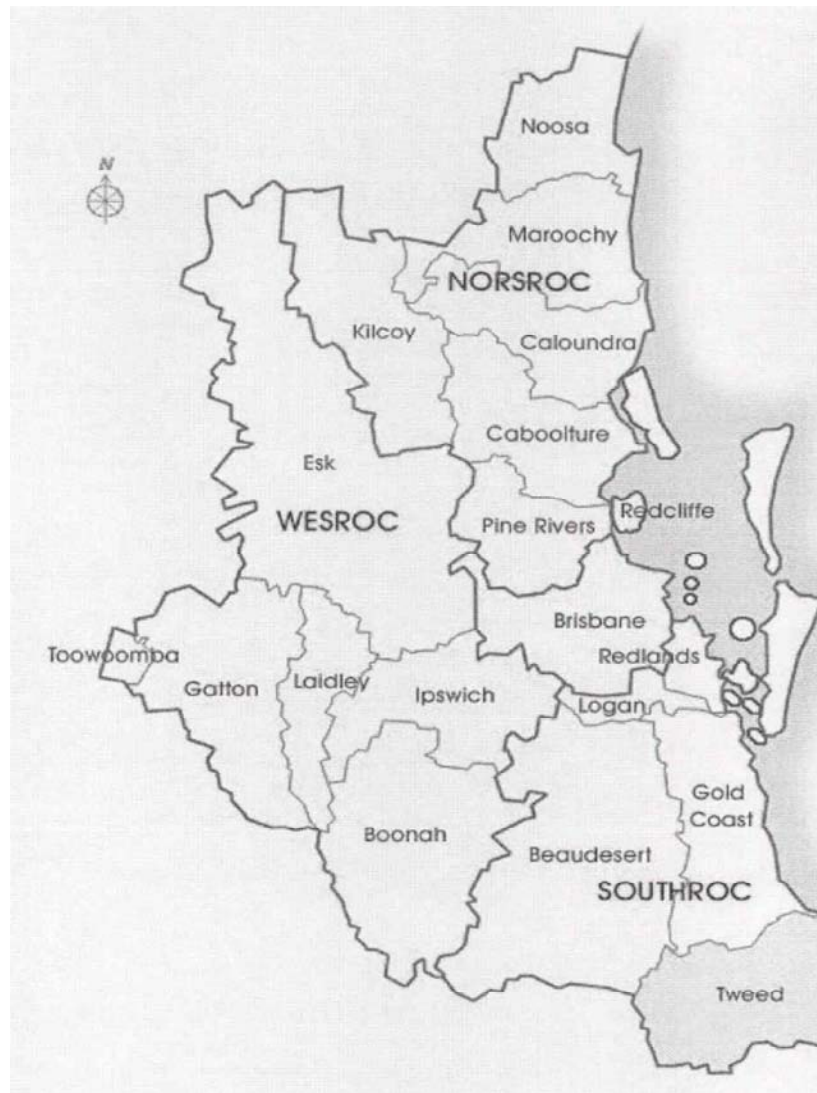 N
Noosa
Maroochy
NORSROC
Kilcoy
Caloundra
Caboolture
Esk
WESROC
Pine Rivers
Redcliffe
Brisbane
Toowoomba
Redlands
Gatton
Laidley
Ipswich
Logan
Gold
Coast
Boonah
Beaudesert
SOUTHROC
Tweed